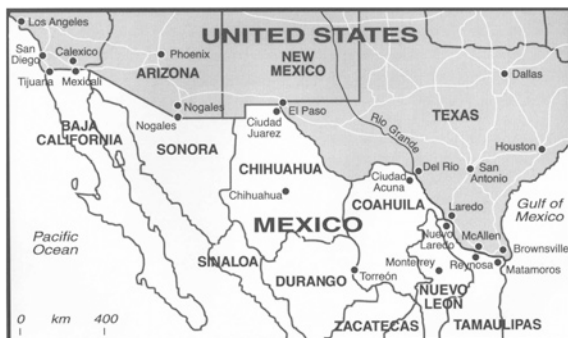 Los Angeles
UNITED STATES
San
Diego
Calexico
Phoenix
NEW
MEXICO
Dallas
Tijuana
Mexicali
ARIZONA
TEXAS
Nogales
El Paso
Nogales
Ciudad
Juarez
Rio Grande
BAJA
CALIFORNIA
SONORA
Houston
CHIHUAHUA
Del Rio
San
Antonio
Ciudad
Acuna
Chihuahua
COAHUILA
Laredo
Gulf of
Mexico
MEXICO
Pacific
Ocean
Nuevo
Laredo
McAllen
Brownsville
SINALOA
Monterrey
Reynosa
Matamoros
DURANGO
Torreón
NUEVO
LEÓN
0 km 400
ZACATECAS
TAMAULIPAS